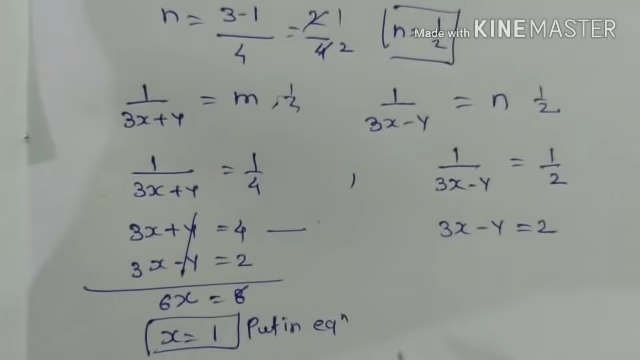 n = 3-1/4 = 2/4 1/2 n = 1/2
Made with KINEMASTER
1/3x+y = m, 1/2 1/3x-y = n 1/2
1/3x+y = 1/4 , 1/3x-y = 1/2
3x+y = 4 — 3x-y = 2
3x-y = 2
6x = 6
x = 1 Put in eqⁿ